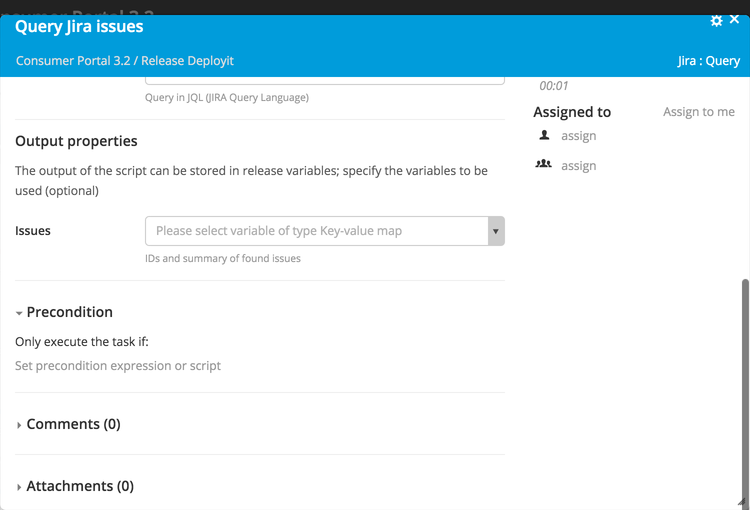 Query Jira issues
Consumer Portal 3.2 / Release Deployit
Jira : Query
Query in JQL (JIRA Query Language)
00:01
Assigned to
Assign to me
assign
assign
Output properties
The output of the script can be stored in release variables; specify the variables to be
used (optional)
Issues
Please select variable of type Key-value map
IDs and summary of found issues
Precondition
Only execute the task if:
Set precondition expression or script
Comments (0)
Attachments (0)